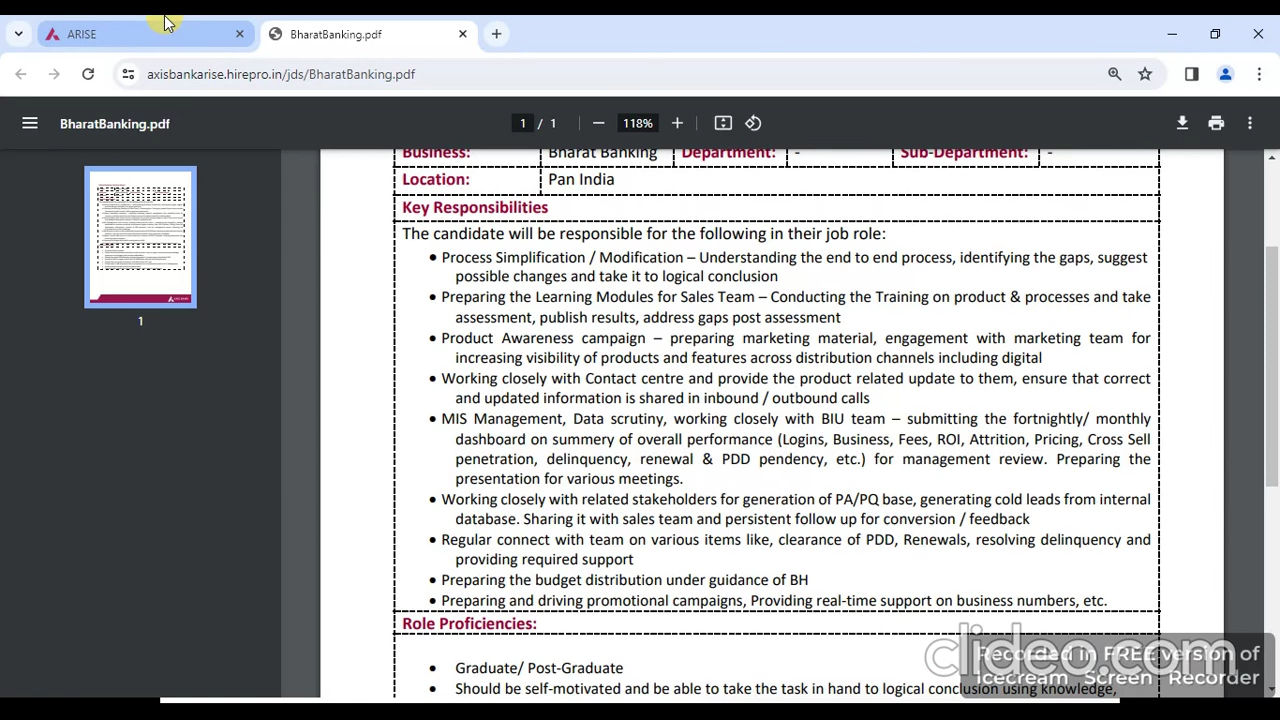 ARISE
BharatBanking.pdf
axisbankarise.hirepro.in/jds/BharatBanking.pdf
BharatBanking.pdf
1 / 1
118%
1
Business: Bharat Banking Department: - Sub-Department: -
Location: Pan India
Key Responsibilities
The candidate will be responsible for the following in their job role:
• Process Simplification / Modification – Understanding the end to end process, identifying the gaps, suggest
possible changes and take it to logical conclusion
• Preparing the Learning Modules for Sales Team – Conducting the Training on product & processes and take
assessment, publish results, address gaps post assessment
• Product Awareness campaign – preparing marketing material, engagement with marketing team for
increasing visibility of products and features across distribution channels including digital
• Working closely with Contact centre and provide the product related update to them, ensure that correct
and updated information is shared in inbound / outbound calls
• MIS Management, Data scrutiny, working closely with BIU team – submitting the fortnightly/ monthly
dashboard on summery of overall performance (Logins, Business, Fees, ROI, Attrition, Pricing, Cross Sell
penetration, delinquency, renewal & PDD pendency, etc.) for management review. Preparing the
presentation for various meetings.
• Working closely with related stakeholders for generation of PA/PQ base, generating cold leads from internal
database. Sharing it with sales team and persistent follow up for conversion / feedback
• Regular connect with team on various items like, clearance of PDD, Renewals, resolving delinquency and
providing required support
• Preparing the budget distribution under guidance of BH
• Preparing and driving promotional campaigns, Providing real-time support on business numbers, etc.
Role Proficiencies:
• Graduate/ Post-Graduate
• Should be self-motivated and be able to take the task in hand to logical conclusion using knowledge,
clideo.com
Recorded in FREE version of
Icecream Screen Recorder